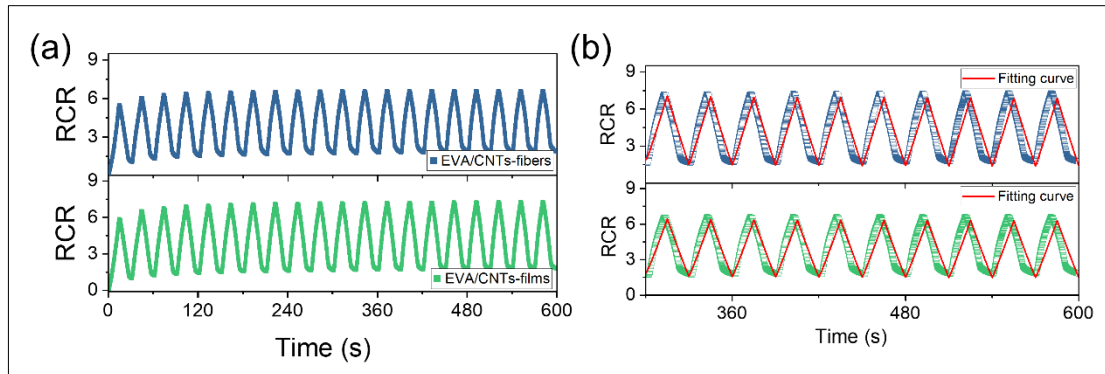 (a)
9
6
3
RCR
EVA/CNTs-fibers
9
6
3
0
RCR
EVA/CNTs-films
0 120 240 360 480 600
Time (s)
(b)
9
6
3
RCR
Fitting curve
9
6
3
0
RCR
Fitting curve
360 480 600
Time (s)